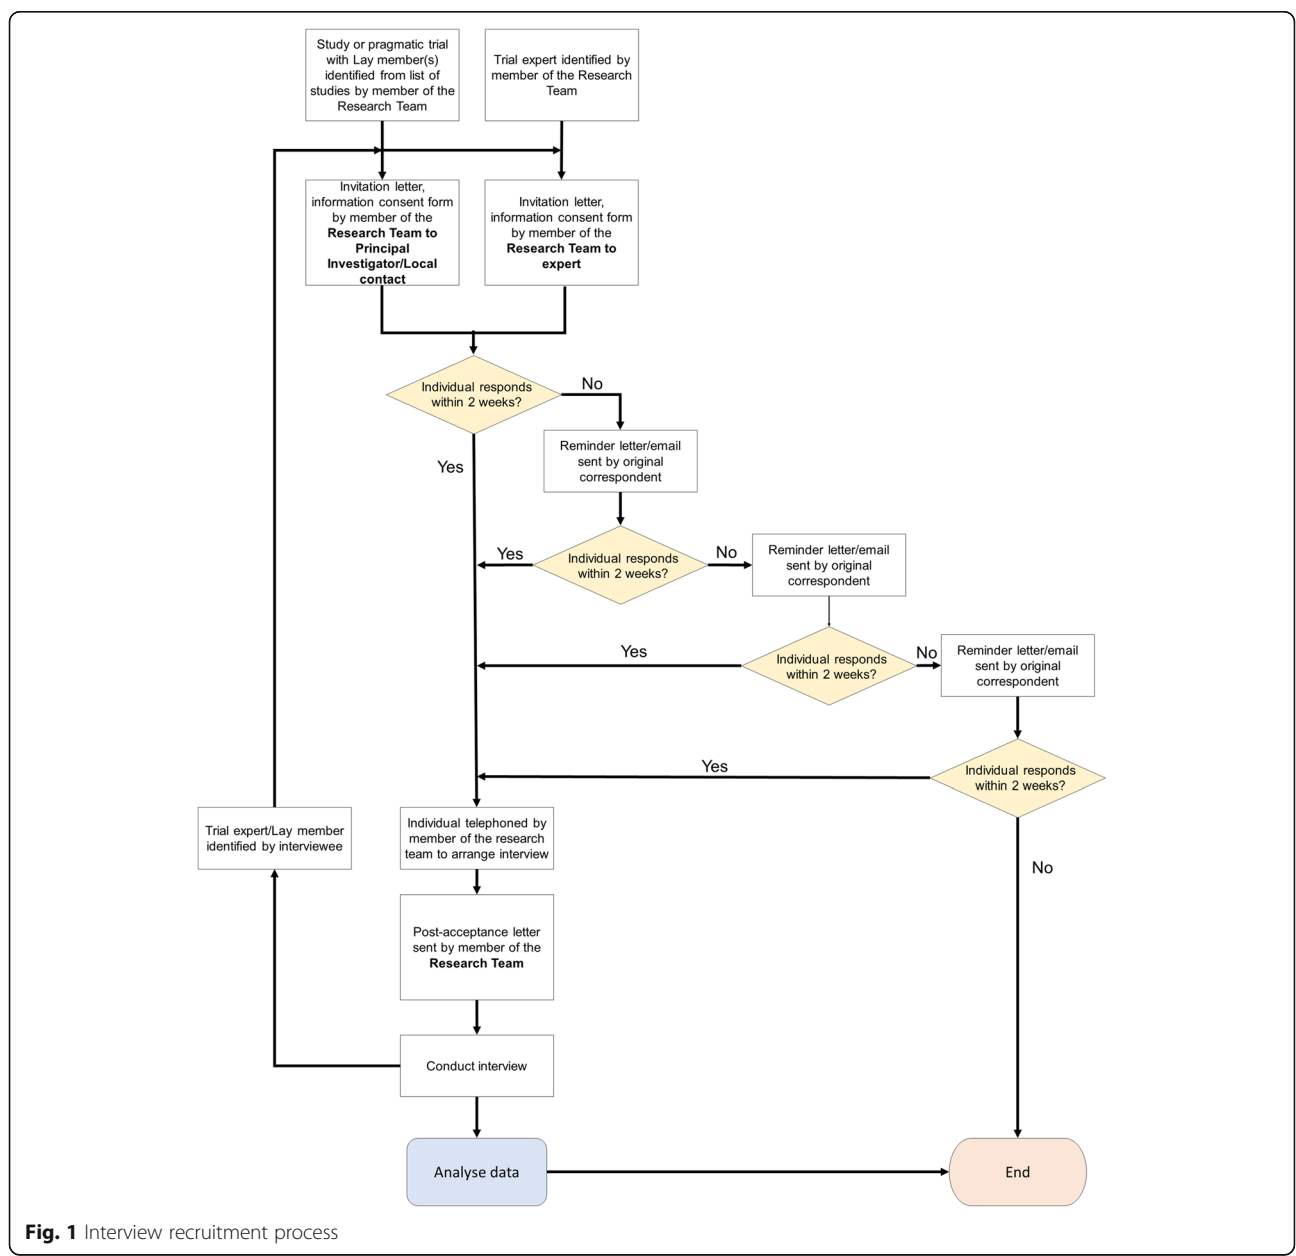 Study or pragmatic trial
with Lay member(s)
identified from list of
studies by member of the
Research Team
Trial expert identified by
member of the Research
Team
Invitation letter,
information consent form
by member of the
Research Team to
Principal
Investigator/Local
contact
Invitation letter,
information consent form
by member of the
Research Team to
expert
Individual responds
within 2 weeks?
No
Reminder letter/email
sent by original
correspondent
Yes
Individual responds
within 2 weeks?
Yes
No
Reminder letter/email
sent by original
correspondent
Individual responds
within 2 weeks?
Yes
No
Reminder letter/email
sent by original
correspondent
Individual responds
within 2 weeks?
Yes
No
Trial expert/Lay member
identified by interviewee
Individual telephoned by
member of the research
team to arrange interview
Post-acceptance letter
sent by member of the
Research Team
Conduct interview
Analyse data
End
Fig. 1 Interview recruitment process